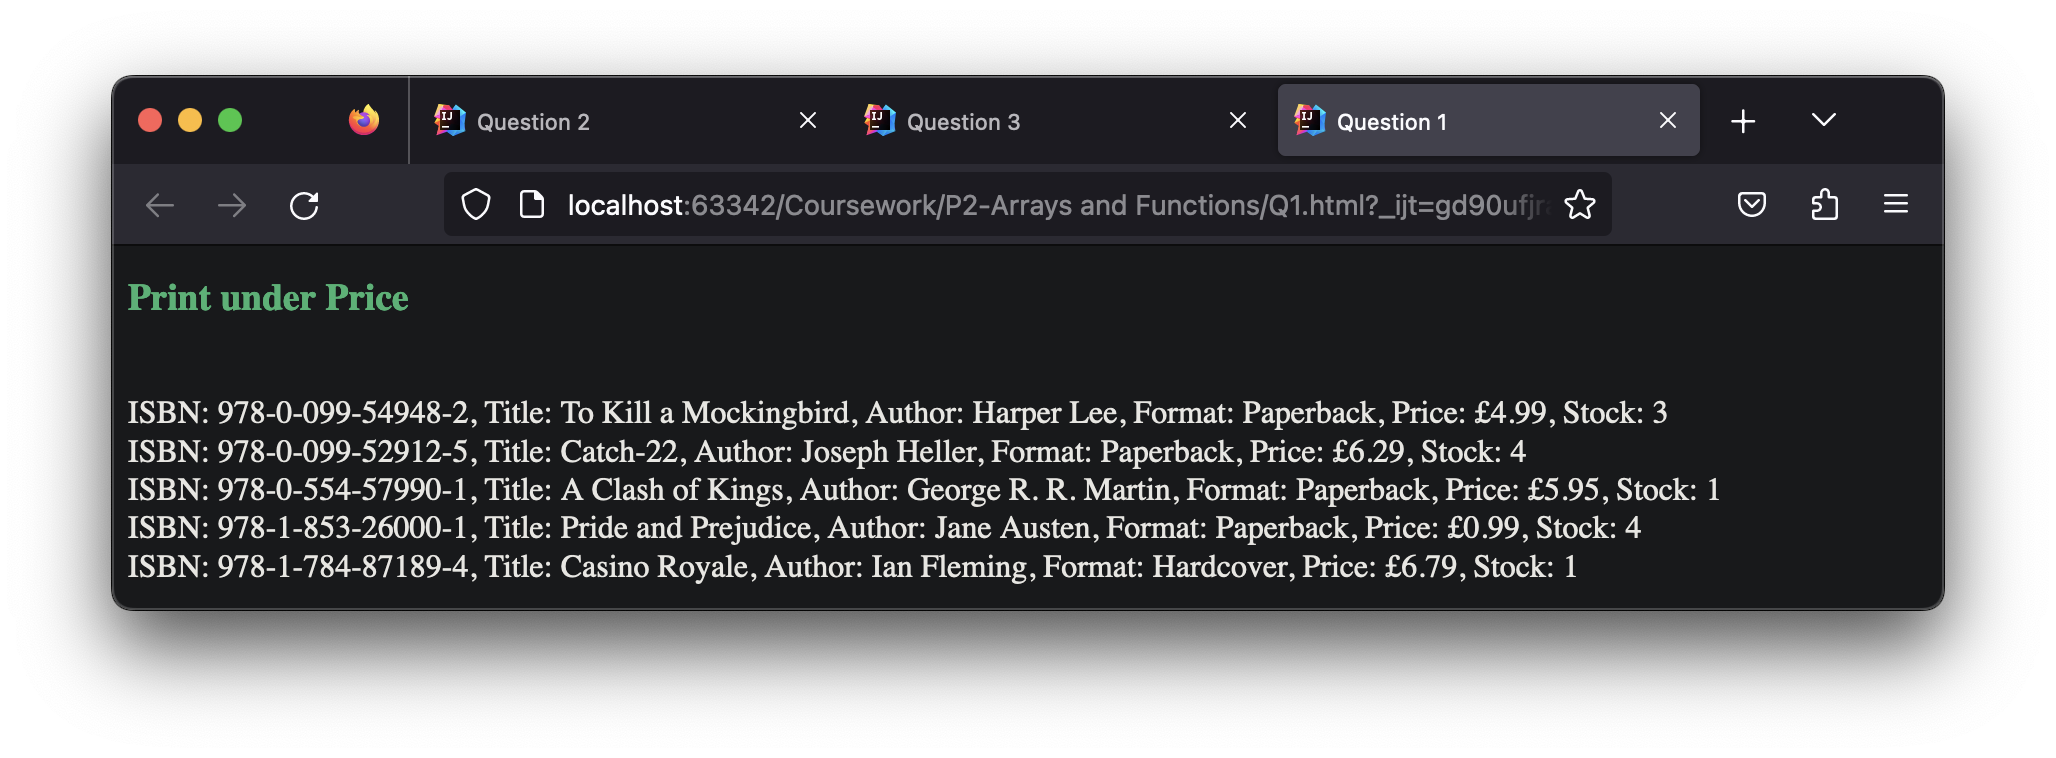 Question 2
Question 3
Question 1
localhost:63342/Coursework/P2-Arrays and Functions/Q1.html?_ijt=gd90ufjr
Print under Price
ISBN: 978-0-099-54948-2, Title: To Kill a Mockingbird, Author: Harper Lee, Format: Paperback, Price: £4.99, Stock: 3
ISBN: 978-0-099-52912-5, Title: Catch-22, Author: Joseph Heller, Format: Paperback, Price: £6.29, Stock: 4
ISBN: 978-0-554-57990-1, Title: A Clash of Kings, Author: George R. R. Martin, Format: Paperback, Price: £5.95, Stock: 1
ISBN: 978-1-853-26000-1, Title: Pride and Prejudice, Author: Jane Austen, Format: Paperback, Price: £0.99, Stock: 4
ISBN: 978-1-784-87189-4, Title: Casino Royale, Author: Ian Fleming, Format: Hardcover, Price: £6.79, Stock: 1